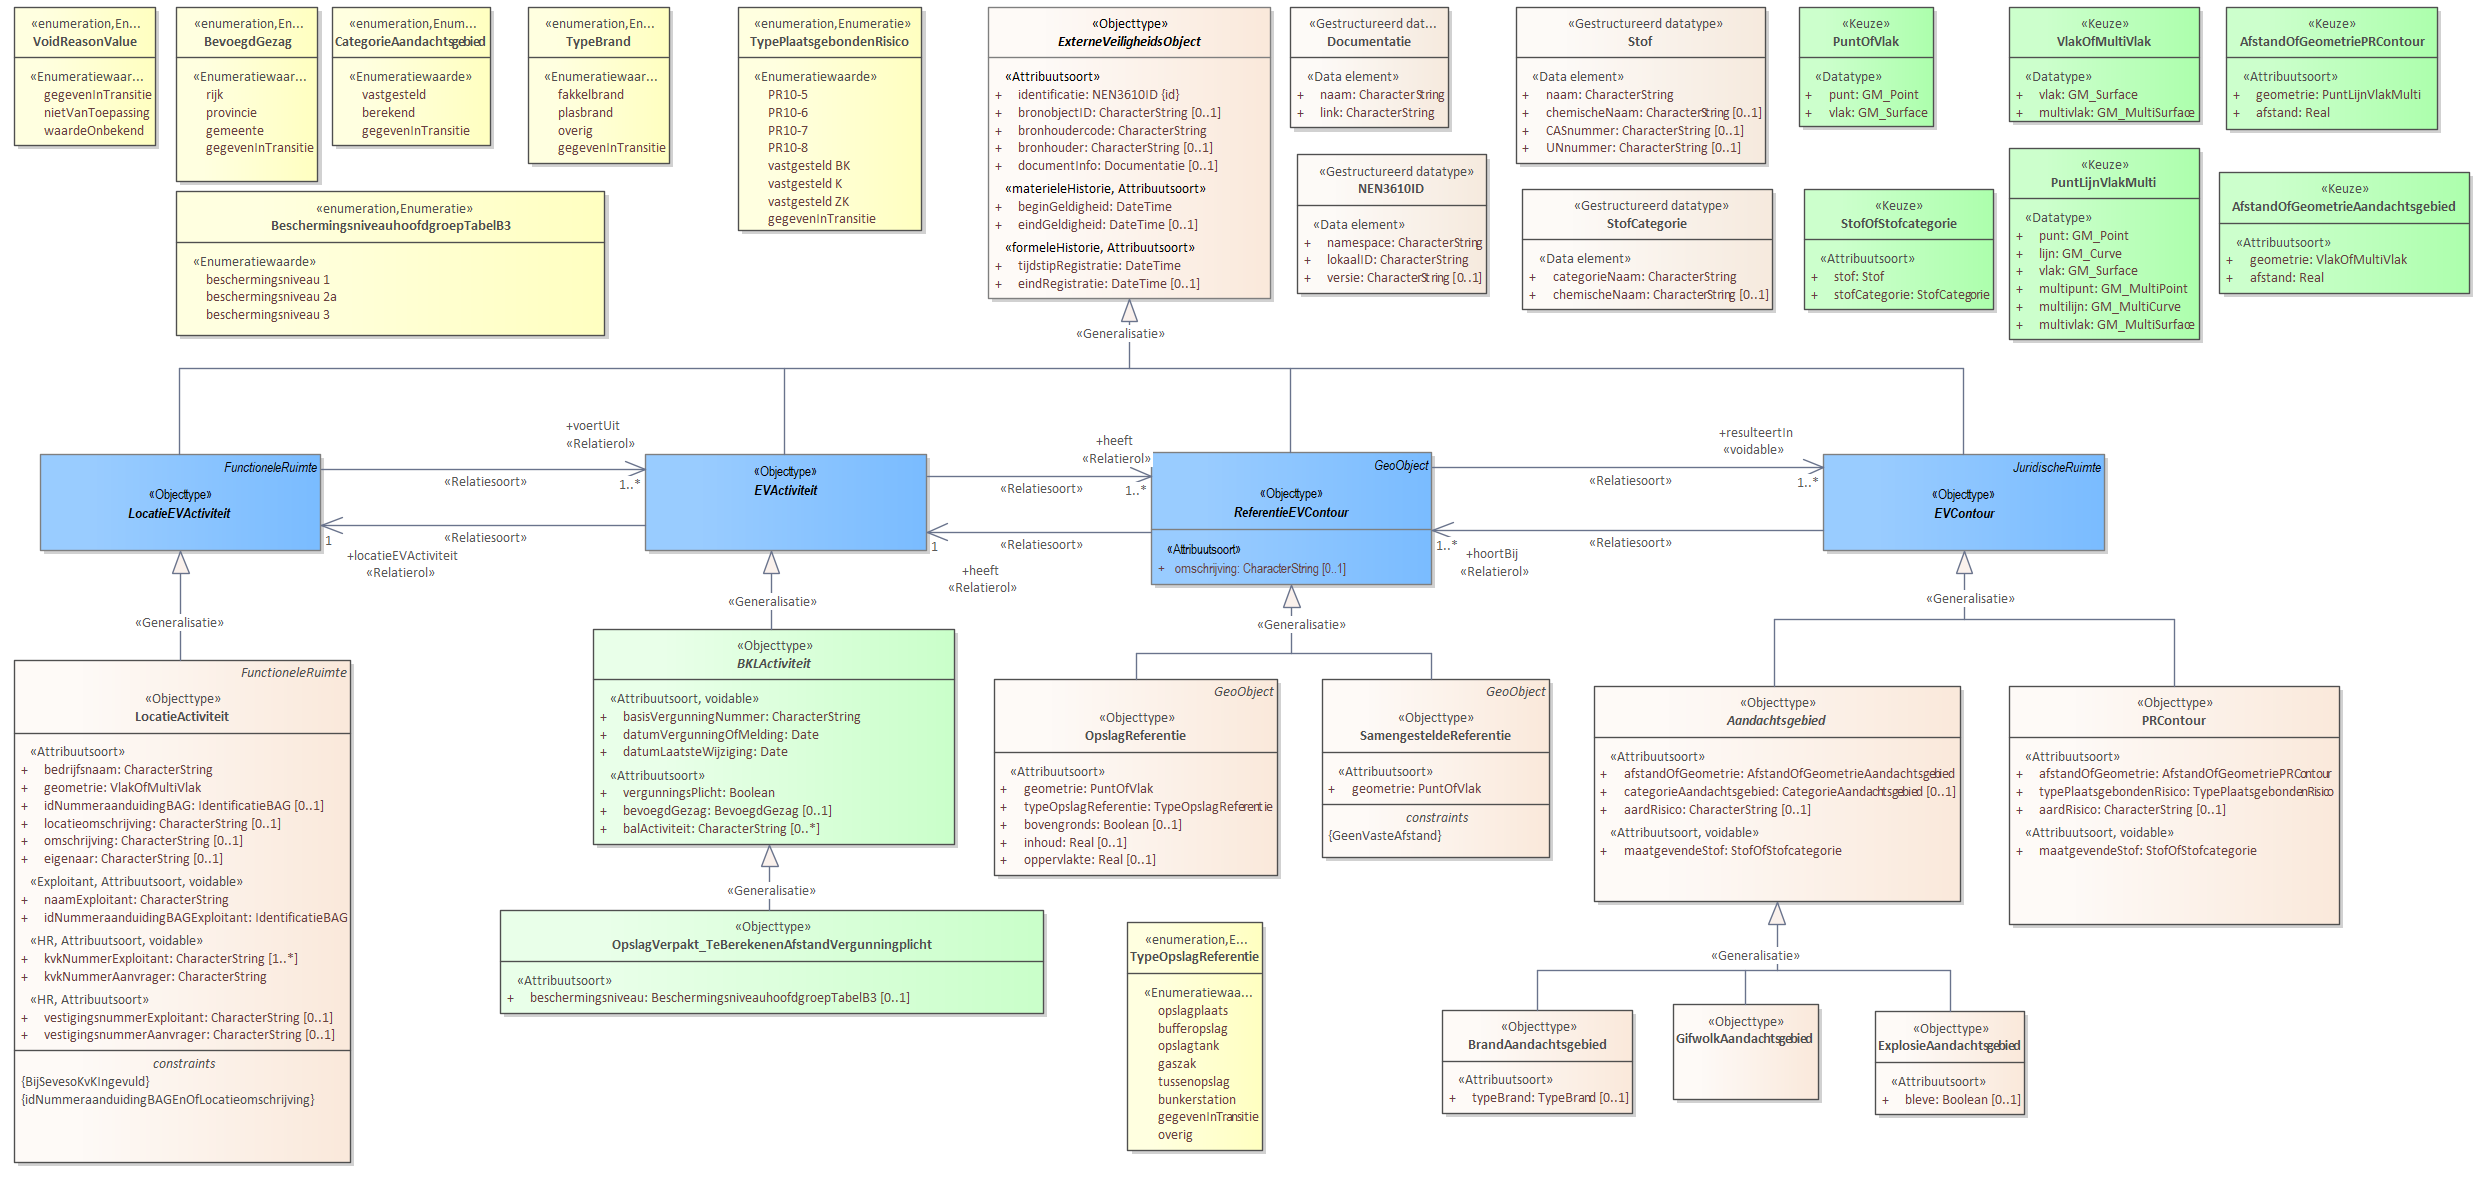 «enumeration,En...
VoidReasonValue
«Enumeratiewaar...
gegevenInTransitie
nietVanToepassing
waardeOnbekend
«enumeration,En...
BevoegdGezag
«Enumeratiewaar...
rijk
provincie
gemeente
gegevenInTransitie
«enumeration,Enum...
CategorieAandachtsgebied
«Enumeratiewaarde»
vastgesteld
berekend
gegevenInTransitie
«enumeration,En...
TypeBrand
«Enumeratiewaar...
fakkelbrand
plasbrand
overig
gegevenInTransitie
«enumeration,Enumeratie»
TypePlaatsgebondenRisico
«Enumeratiewaarde»
PR10-5
PR10-6
PR10-7
PR10-8
vastgesteld BK
vastgesteld K
vastgesteld ZK
gegevenInTransitie
«enumeration,Enumeratie»
BeschermingsniveauhoofdgroepTabelB3
«Enumeratiewaarde»
beschermingsniveau 1
beschermingsniveau 2a
beschermingsniveau 3
«Objecttype»
ExterneVeiligheidsObject
«Attribuutsoort»
+ identificatie: NEN3610ID {id}
+ bronobjectID: CharacterString [0..1]
+ bronhoudercode: CharacterString
+ bronhouder: CharacterString [0..1]
+ documentInfo: Documentatie [0..1]
«materieleHistorie, Attribuutsoort»
+ beginGeldigheid: DateTime
+ eindGeldigheid: DateTime [0..1]
«formeleHistorie, Attribuutsoort»
+ tijdstipRegistratie: DateTime
+ eindRegistratie: DateTime [0..1]
«Gestructureerd dat...
Documentatie
«Data element»
+ naam: CharacterString
+ link: CharacterString
«Gestructureerd datatype»
NEN3610ID
«Data element»
+ namespace: CharacterString
+ lokaalID: CharacterString
+ versie: CharacterString [0..1]
«Gestructureerd datatype»
Stof
«Data element»
+ naam: CharacterString
+ chemischeNaam: CharacterString [0..1]
+ CASnummer: CharacterString [0..1]
+ UNnummer: CharacterString [0..1]
«Gestructureerd datatype»
StofCategorie
«Data element»
+ categorieNaam: CharacterString
+ chemischeNaam: CharacterString [0..1]
«Keuze»
PuntOfVlak
«Datatype»
+ punt: GM_Point
+ vlak: GM_Surface
«Keuze»
StofOfStofcategorie
«Attribuutsoort»
+ stof: Stof
+ stofCategorie: StofCategorie
«Keuze»
VlakOfMultiVlak
«Datatype»
+ vlak: GM_Surface
+ multivlak: GM_MultiSurface
«Keuze»
PuntLijnVlakMulti
«Datatype»
+ punt: GM_Point
+ lijn: GM_Curve
+ vlak: GM_Surface
+ multipunt: GM_MultiPoint
+ multilijn: GM_MultiCurve
+ multivlak: GM_MultiSurface
«Keuze»
AfstandOfGeometriePRContour
«Attribuutsoort»
+ geometrie: PuntLijnVlakMulti
+ afstand: Real
«Keuze»
AfstandOfGeometrieAandachtsgebied
«Attribuutsoort»
+ geometrie: VlakOfMultiVlak
+ afstand: Real
«Generalisatie»
FunctioneleRuimte
«Objecttype»
LocatieEVActiviteit
+voertUit
«Relatierol»
«Relatiesoort»
1..*
«Relatiesoort»
1
+locatieEVActiviteit
«Relatierol»
«Objecttype»
EVActiviteit
+heeft
«Relatierol»
«Relatiesoort»
1..*
«Relatiesoort»
1
+heeft
«Relatierol»
GeoObject
«Objecttype»
ReferentieEVContour
«Attribuutsoort»
+ omschrijving: CharacterString [0..1]
+resulteertIn
«voidable»
«Relatiesoort»
1..*
«Relatiesoort»
1..*
+hoortBij
«Relatierol»
JuridischeRuimte
«Objecttype»
EVContour
«Generalisatie»
«Generalisatie»
«Generalisatie»
«Generalisatie»
FunctioneleRuimte
«Objecttype»
LocatieActiviteit
«Attribuutsoort»
+ bedrijfsnaam: CharacterString
+ geometrie: VlakOfMultiVlak
+ idNummeraanduidingBAG: IdentificatieBAG [0..1]
+ locatieomschrijving: CharacterString [0..1]
+ omschrijving: CharacterString [0..1]
+ eigenaar: CharacterString [0..1]
«Exploitant, Attribuutsoort, voidable»
+ naamExploitant: CharacterString
+ idNummeraanduidingBAGExploitant: IdentificatieBAG
«HR, Attribuutsoort, voidable»
+ kvkNummerExploitant: CharacterString [1..*]
+ kvkNummerAanvrager: CharacterString
«HR, Attribuutsoort»
+ vestigingsnummerExploitant: CharacterString [0..1]
+ vestigingsnummerAanvrager: CharacterString [0..1]
constraints
{BijSevesoKvKIngevuld}
{idNummeraanduidingBAGEnOfLocatieomschrijving}
«Objecttype»
BKLActiviteit
«Attribuutsoort, voidable»
+ basisVergunningNummer: CharacterString
+ datumVergunningOfMelding: Date
+ datumLaatsteWijziging: Date
«Attribuutsoort»
+ vergunningsPlicht: Boolean
+ bevoegdGezag: BevoegdGezag [0..1]
+ balActiviteit: CharacterString [0..*]
«Generalisatie»
«Objecttype»
OpslagVerpakt_TeBerekenenAfstandVergunningplicht
«Attribuutsoort»
+ beschermingsniveau: BeschermingsniveauhoofdgroepTabelB3 [0..1]
GeoObject
«Objecttype»
OpslagReferentie
«Attribuutsoort»
+ geometrie: PuntOfVlak
+ typeOpslagReferentie: TypeOpslagReferentie
+ bovengronds: Boolean [0..1]
+ inhoud: Real [0..1]
+ oppervlakte: Real [0..1]
GeoObject
«Objecttype»
SamengesteldeReferentie
«Attribuutsoort»
+ geometrie: PuntOfVlak
constraints
{GeenVasteAfstand}
«enumeration,E...
TypeOpslagReferentie
«Enumeratiewaa...
opslagplaats
bufferopslag
opslagtank
gaszak
tussenopslag
bunkerstation
gegevenInTransitie
overig
«Objecttype»
Aandachtsgebied
«Attribuutsoort»
+ afstandOfGeometrie: AfstandOfGeometrieAandachtsgebied
+ categorieAandachtsgebied: CategorieAandachtsgebied [0..1]
+ aardRisico: CharacterString [0..1]
«Attribuutsoort, voidable»
+ maatgevendeStof: StofOfStofcategorie
«Objecttype»
PRContour
«Attribuutsoort»
+ afstandOfGeometrie: AfstandOfGeometriePRContour
+ typePlaatsgebondenRisico: TypePlaatsgebondenRisico
+ aardRisico: CharacterString [0..1]
«Attribuutsoort, voidable»
+ maatgevendeStof: StofOfStofcategorie
«Generalisatie»
«Objecttype»
BrandAandachtsgebied
«Attribuutsoort»
+ typeBrand: TypeBrand [0..1]
«Objecttype»
GifwolkAandachtsgebied
«Objecttype»
ExplosieAandachtsgebied
«Attribuutsoort»
+ bleve: Boolean [0..1]